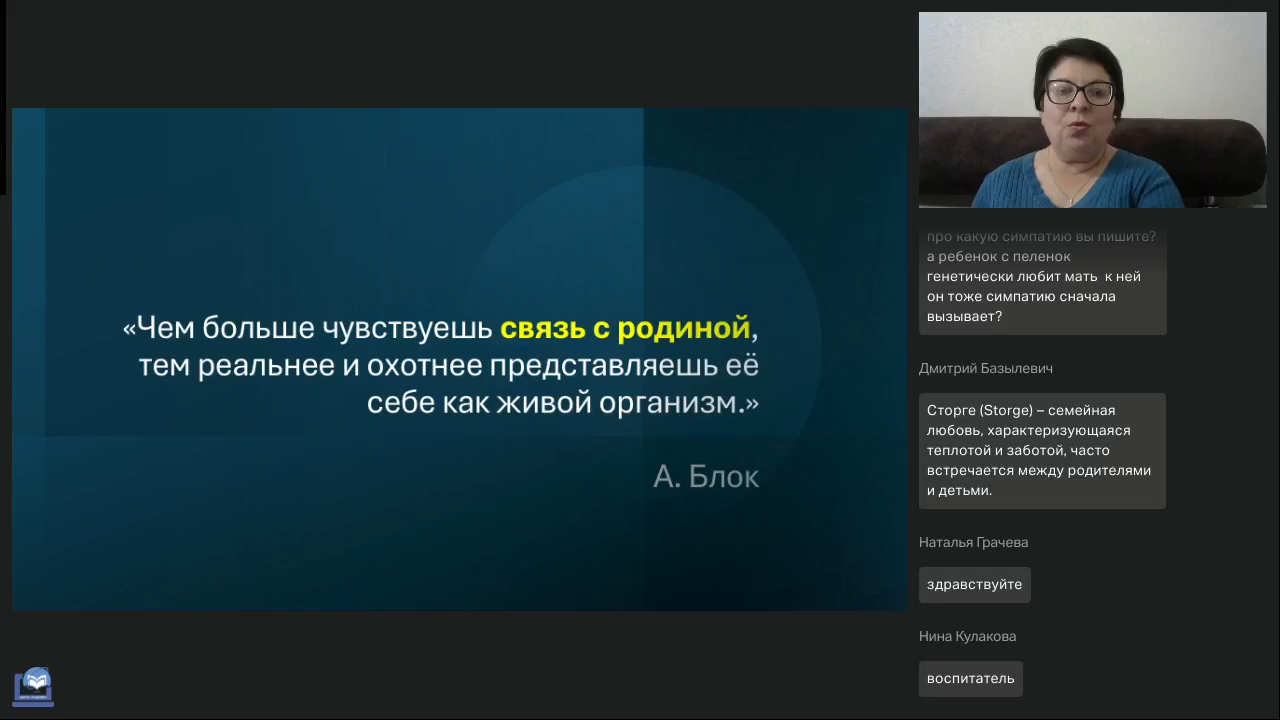 «Чем больше чувствуешь связь с родиной,
тем реальнее и охотнее представляешь её
себе как живой организм.»
А. Блок
про какую симпатию вы пишите?
а ребенок с пеленок
генетически любит мать к ней
он тоже симпатию сначала
вызывает?
Дмитрий Базылевич
Сторге (Storge) – семейная
любовь, характеризующаяся
теплотой и заботой, часто
встречается между родителями
и детьми.
Наталья Грачева
здравствуйте
Нина Кулакова
воспитатель